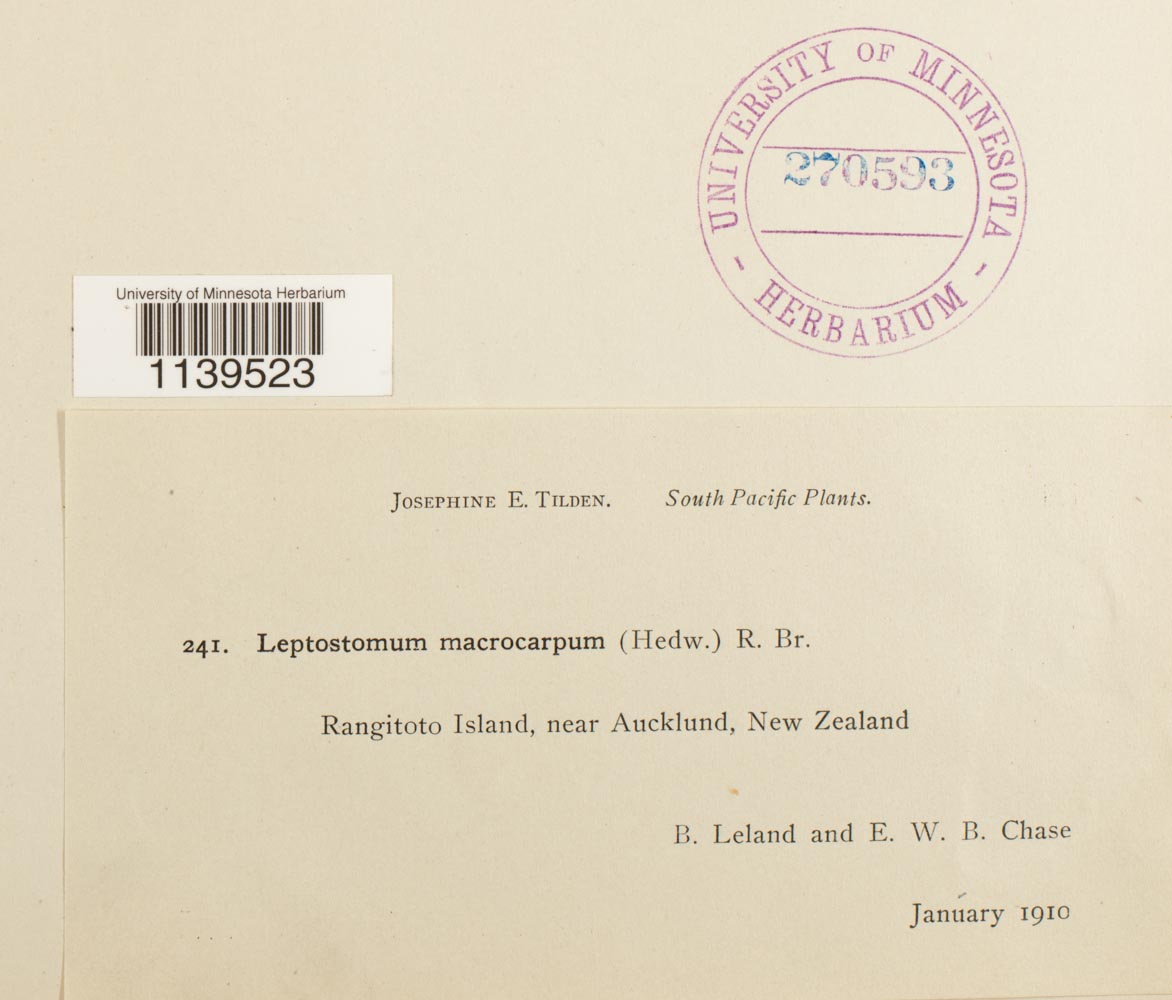 UNIVERSITY OF MINNESOTA
270593
- HERBARIUM -
University of Minnesota Herbarium
1139523
JOSEPHINE E. TILDEN. South Pacific Plants.
241. Leptostomum macrocarpum (Hedw.) R. Br.
Rangitoto Island, near Aucklund, New Zealand
B. Leland and E. W. B. Chase
January 1910